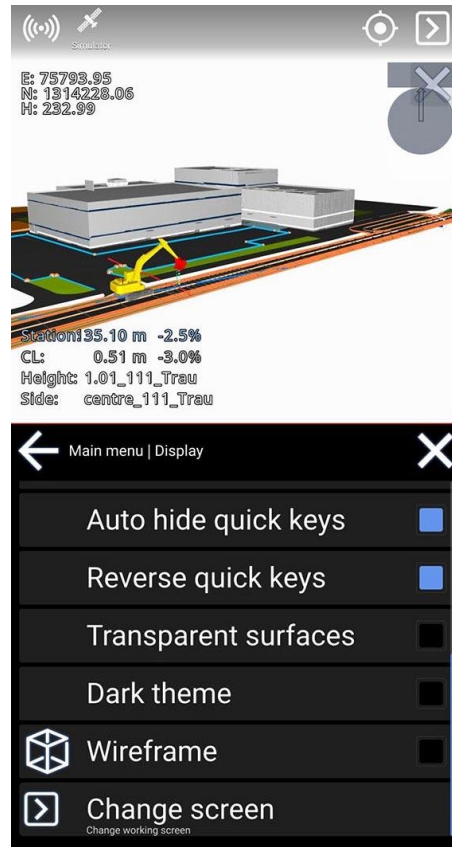 Simulator
E: 75793.95
N: 1314228.06
H: 232.99
Station:135.10 m -2.5%
CL: 0.51 m -3.0%
Height: 1.01_111_Trau
Side: centre_111_Trau
Main menu | Display
Auto hide quick keys
Reverse quick keys
Transparent surfaces
Dark theme
Wireframe
Change screen
Change working screen